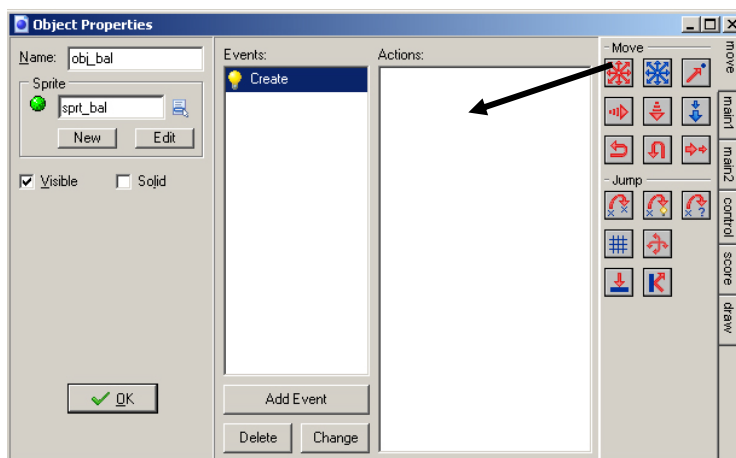 Object Properties
Name: obj_bal
Sprite
sprt_bal
New
Edit
Visible
Solid
OK
Events:
Create
Add Event
Delete
Change
Actions:
Move
Jump
move
main1
main2
control
score
draw